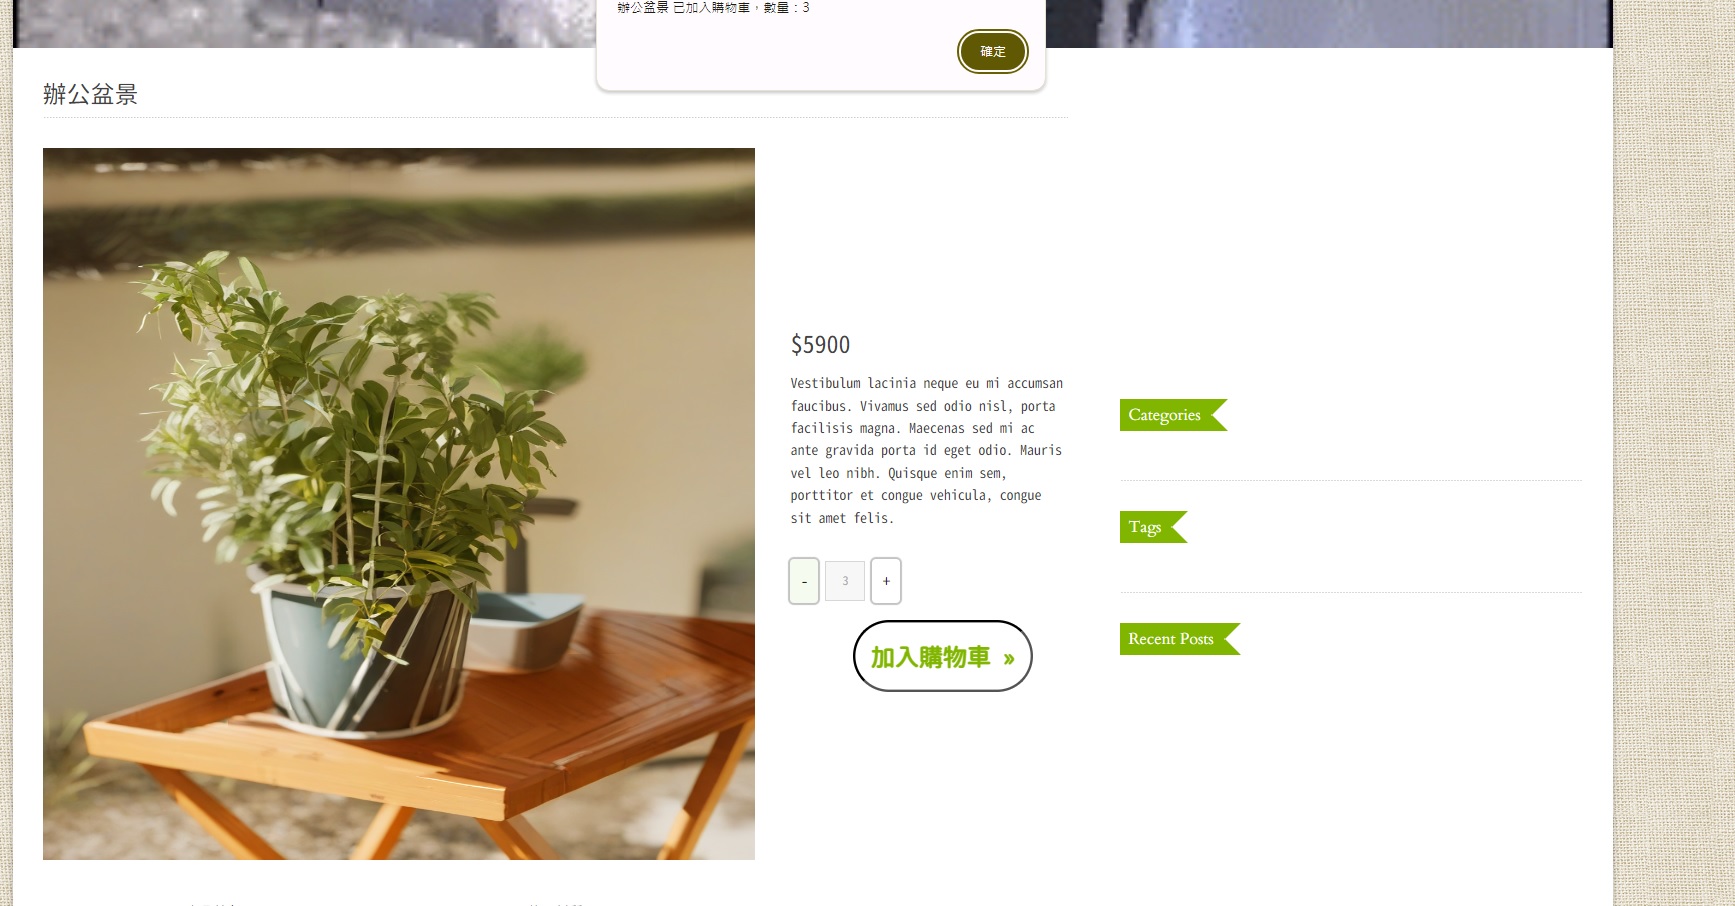 辦公盆景 已加入購物車，數量：3
確定
辦公盆景
$5900
Vestibulum lacinia neque eu mi accumsan
faucibus. Vivamus sed odio nisl, porta
facilisis magna. Maecenas sed mi ac
ante gravida porta id eget odio. Mauris
vel leo nibh. Quisque enim sem,
porttitor et congue vehicula, congue
sit amet felis.
- 3 +
加入購物車 »
Categories
Tags
Recent Posts